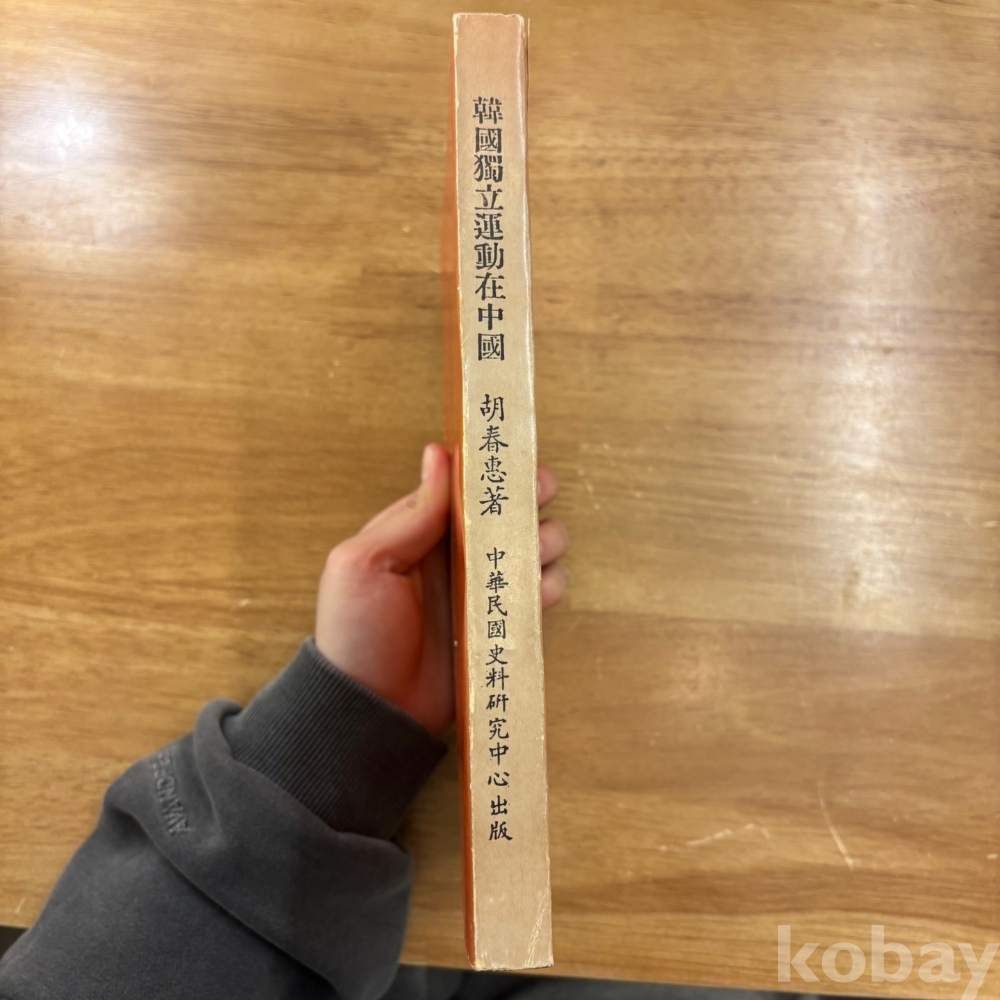 韓國獨立運動在中國
胡春惠著
中華民國史料研究中心出版
kobay